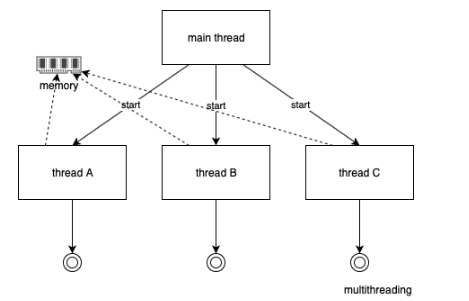 main thread
memory
start
start
start
thread A
thread B
thread C
multithreading